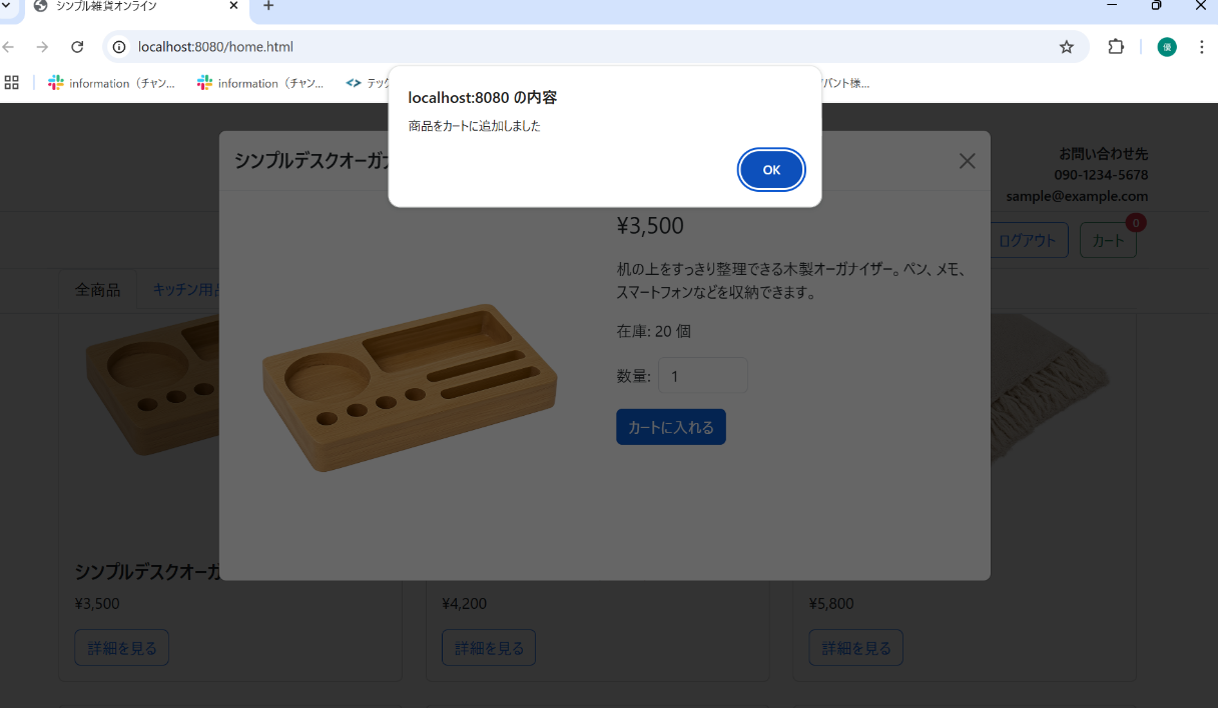 シンプル雑貨オンライン
localhost:8080/home.html
優
information（チャン...
information（チャン...
バント様...
localhost:8080 の内容
商品をカートに追加しました
OK
お問い合わせ先
090-1234-5678
sample@example.com
ログアウト
カート
0
全商品
キッチン用品
シンプルデスクオーガ
¥3,500
机の上をすっきり整理できる木製オーガナイザー。ペン、メモ、
スマートフォンなどを収納できます。
在庫: 20 個
数量: 1
カートに入れる
シンプルデスクオーガ
¥3,500
¥4,200
¥5,800
詳細を見る
詳細を見る
詳細を見る